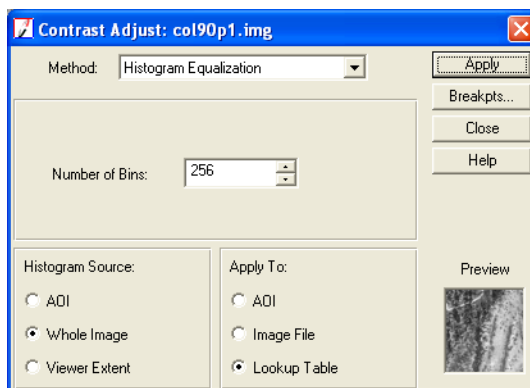 Contrast Adjust: col90p1.img
Method: Histogram Equalization
Apply
Breakpts...
Close
Help
Number of Bins: 256
Histogram Source:
AOI
Whole Image
Viewer Extent
Apply To:
AOI
Image File
Lookup Table
Preview